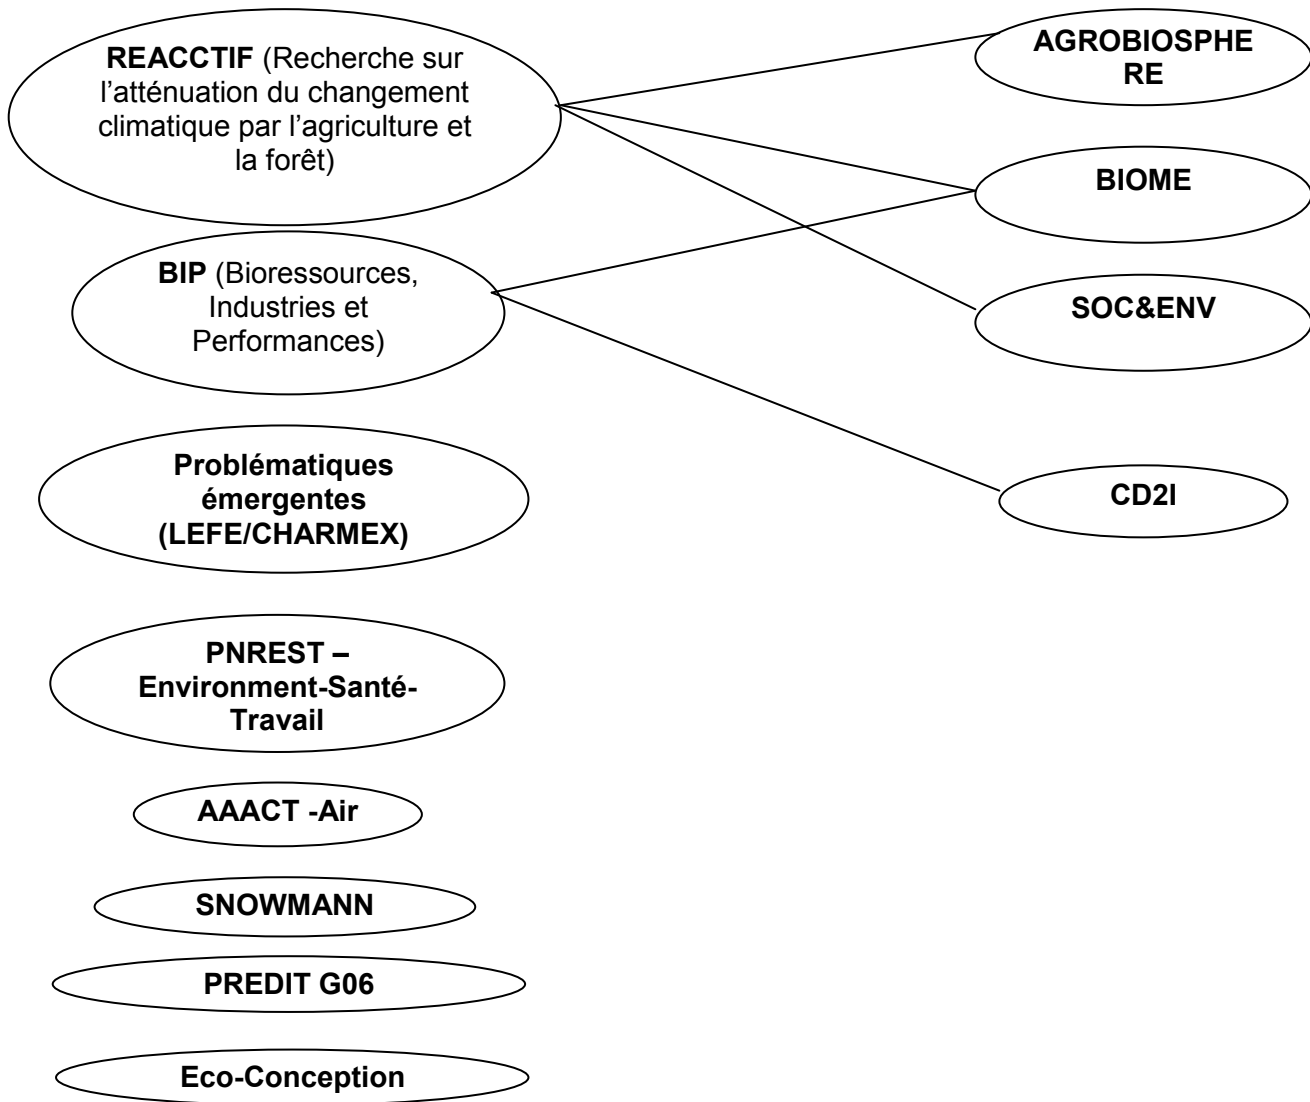 REACCTIF (Recherche sur
l’atténuation du changement
climatique par l’agriculture et
la forêt)
AGROBIOSPHE
RE
BIOME
BIP (Bioressources,
Industries et
Performances)
SOC&ENV
Problématiques
émergentes
(LEFE/CHARMEX)
CD2I
PNREST –
Environment-Santé-
Travail
AAACT -Air
SNOWMANN
PREDIT G06
Eco-Conception